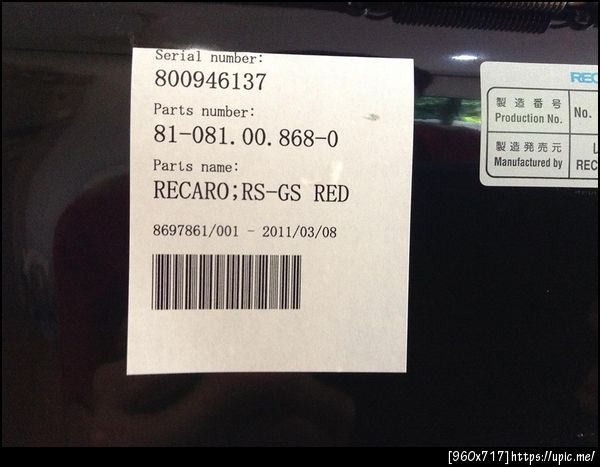 Serial number:
800946137
Parts number:
81-081.00.868-0
Parts name:
RECARO;RS-GS RED
8697861/001 - 2011/03/08
製造番号
Production No.
No.
製造発売元
Manufactured by
[960x717]https://upic.me/